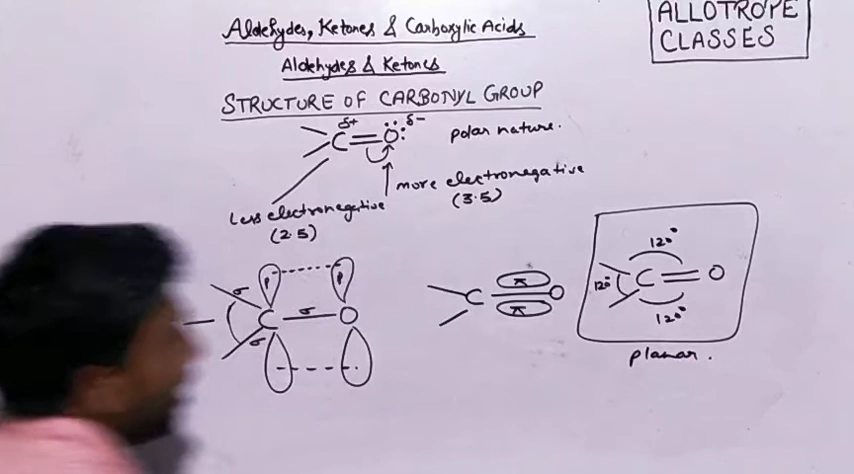 ALLOTROPE
CLASSES
Aldehydes, Ketones & Carboxylic Acids
Aldehydes & Ketones
STRUCTURE OF CARBONYL GROUP
δ+ δ-
C=O
polar nature.
more electronegative
(3.5)
Less electronegative
(2.5)
σ p p
C σ O
σ
π
C O
π
120°
120° C=O
120°
planar.